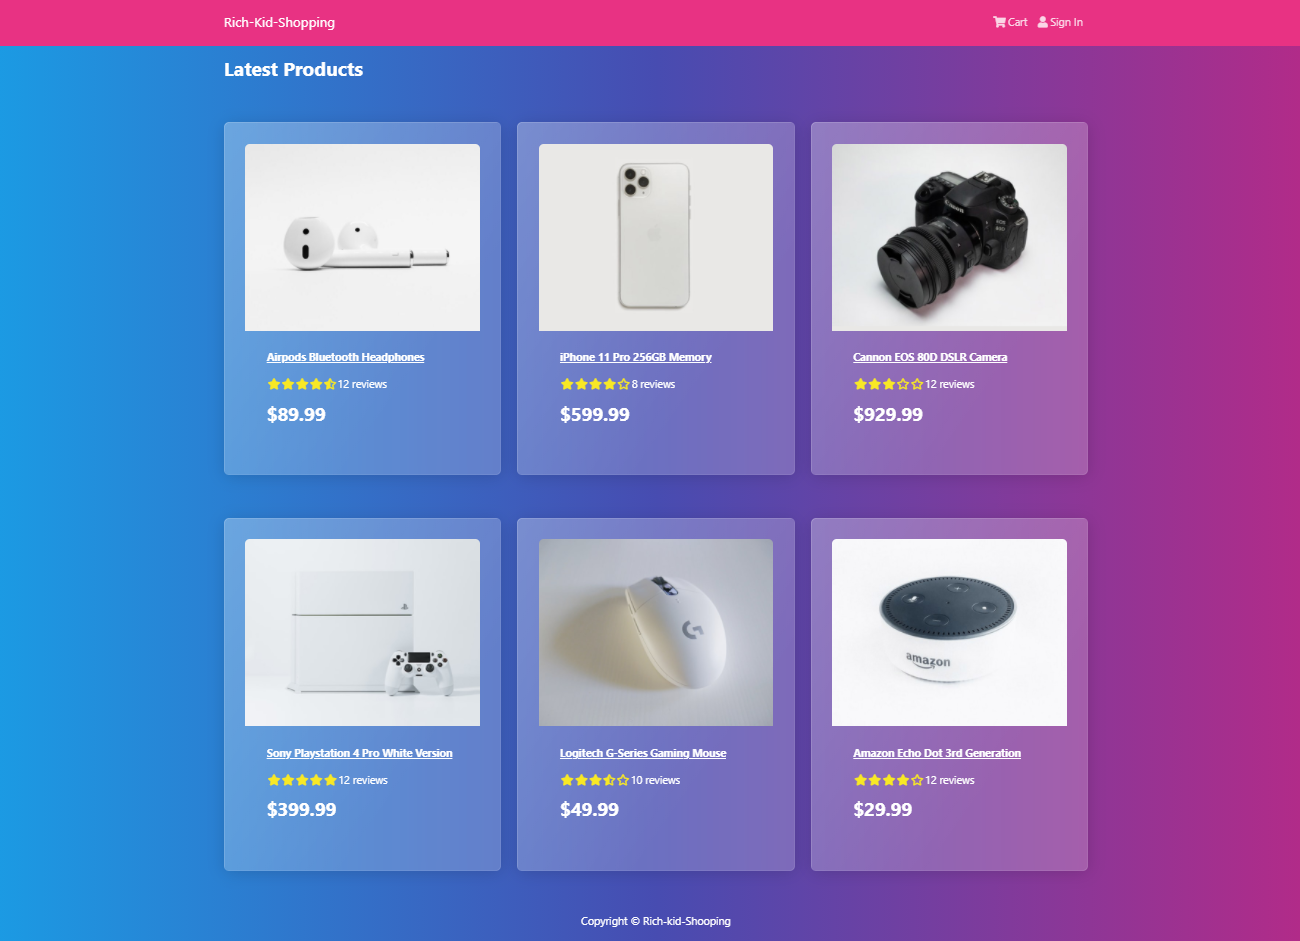 Rich-Kid-Shopping
Cart Sign In
Latest Products
Airpods Bluetooth Headphones
12 reviews
$89.99
iPhone 11 Pro 256GB Memory
8 reviews
$599.99
Canon
EOS
80D
Cannon EOS 80D DSLR Camera
12 reviews
$929.99
Sony Playstation 4 Pro White Version
12 reviews
$399.99
G
Logitech G-Series Gaming Mouse
10 reviews
$49.99
amazon
Amazon Echo Dot 3rd Generation
12 reviews
$29.99
Copyright © Rich-kid-Shooping